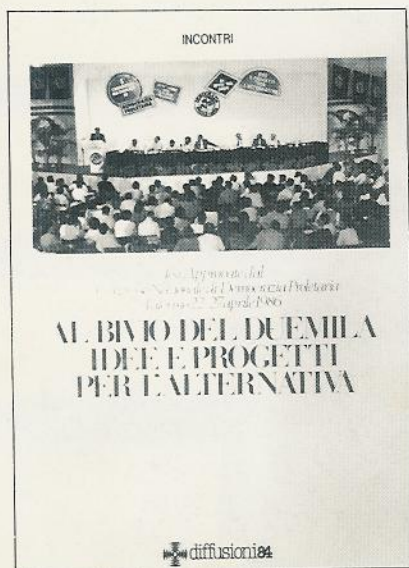 INCONTRI
Tesi Approvate dal
Nazionale di Democrazia Proletaria
22-27 aprile 1986
AL BIVIO DEL DUEMILA
IDEE E PROGETTI
PER L'ALTERNATIVA
diffusioni84